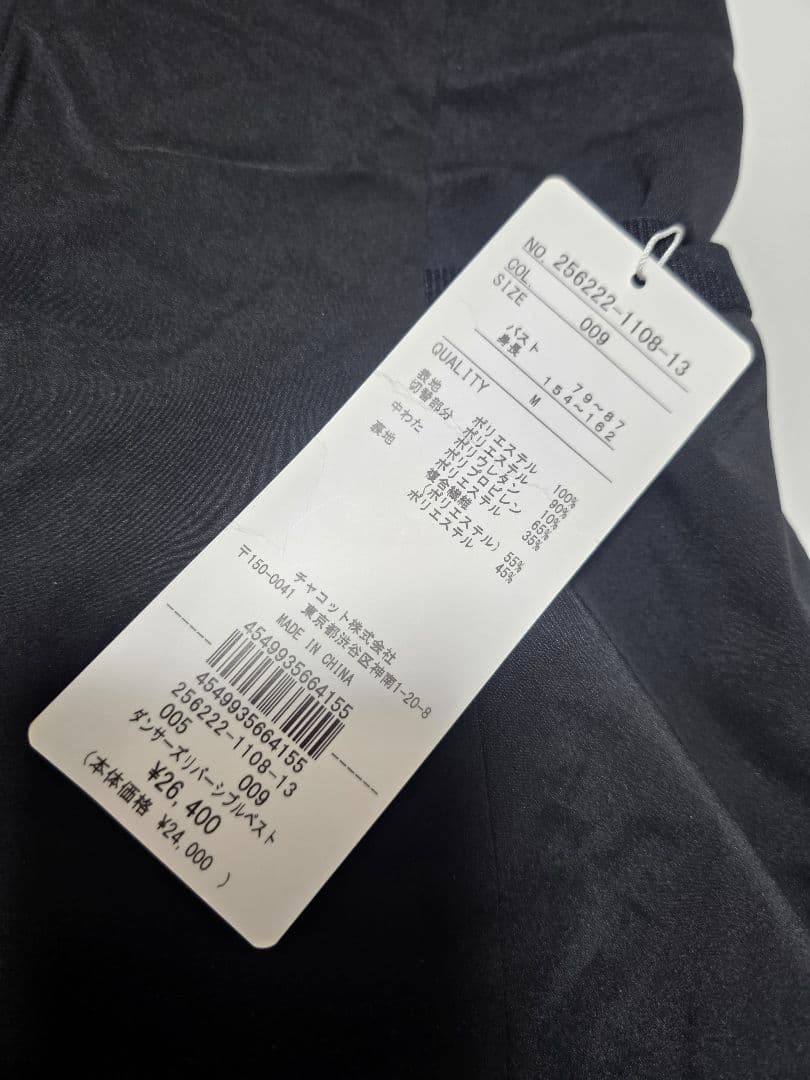 NO. 256222-1108-13
COL. 009
SIZE
バスト 79~87
身長 154~162
M
QUALITY
表地 ポリエステル 100%
切替部分 ポリエステル 90%
ポリウレタン 10%
中わた ポリプロピレン 65%
ポリエステル 35%
裏地 複合繊維
(ポリエステル) 55%
ポリエステル 45%
チャコット株式会社
〒150-0041 東京都渋谷区神南1-20-8
MADE IN CHINA
4549935664155
4549935664155
256222-1108-13
005 009
ダンサーズリバーシブルベスト
¥26,400
(本体価格 ¥24,000 )